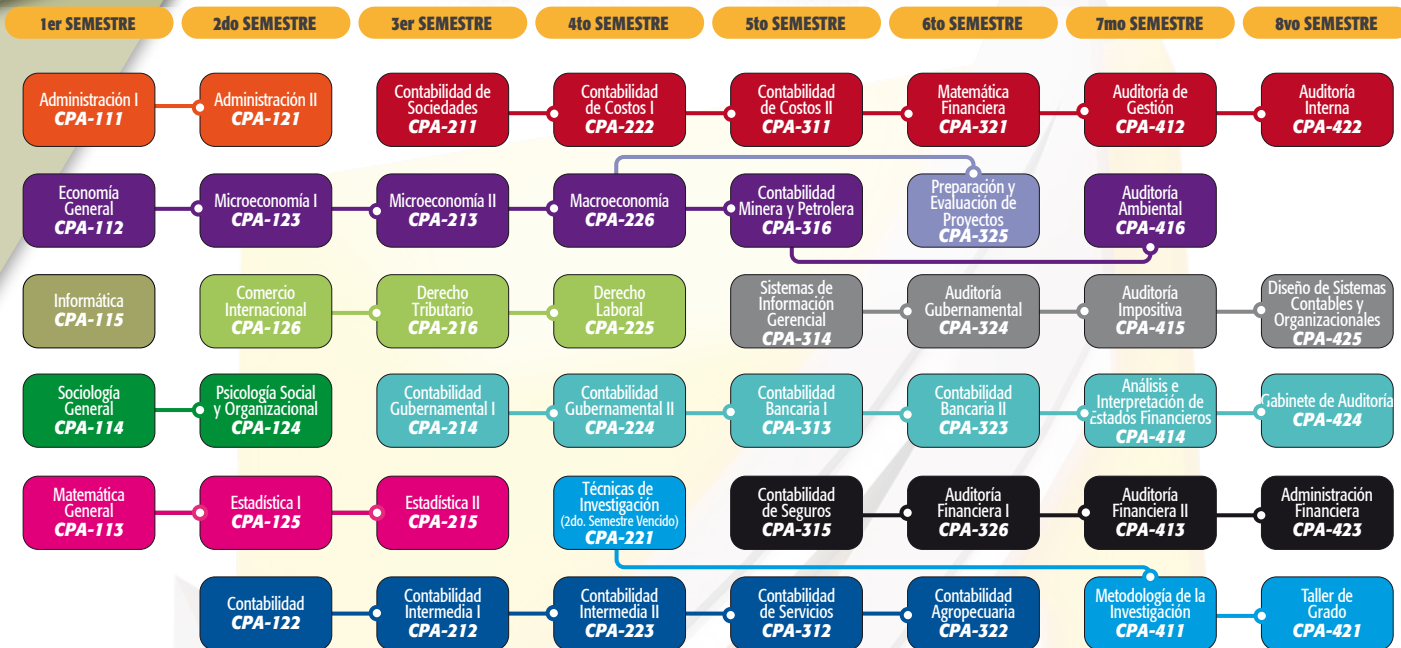 1er SEMESTRE
2do SEMESTRE
3er SEMESTRE
4to SEMESTRE
5to SEMESTRE
6to SEMESTRE
7mo SEMESTRE
8vo SEMESTRE
Administración I
CPA-111
Administración II
CPA-121
Contabilidad de
Sociedades
CPA-211
Contabilidad
de Costos I
CPA-222
Contabilidad
de Costos II
CPA-311
Matemática
Financiera
CPA-321
Auditoría de
Gestión
CPA-412
Auditoría
Interna
CPA-422
Economía
General
CPA-112
Microeconomía I
CPA-123
Microeconomía II
CPA-213
Macroeconomía
CPA-226
Contabilidad
Minera y Petrolera
CPA-316
Preparación y
Evaluación de
Proyectos
CPA-325
Auditoría
Ambiental
CPA-416
Informática
CPA-115
Comercio
Internacional
CPA-126
Derecho
Tributario
CPA-216
Derecho
Laboral
CPA-225
Sistemas de
Información
Gerencial
CPA-314
Auditoría
Gubernamental
CPA-324
Auditoría
Impositiva
CPA-415
Diseño de Sistemas
Contables y
Organizacionales
CPA-425
Sociología
General
CPA-114
Psicología Social
y Organizacional
CPA-124
Contabilidad
Gubernamental I
CPA-214
Contabilidad
Gubernamental II
CPA-224
Contabilidad
Bancaria I
CPA-313
Contabilidad
Bancaria II
CPA-323
Análisis e
Interpretación de
Estados Financieros
CPA-414
Gabinete de Auditoría
CPA-424
Matemática
General
CPA-113
Estadística I
CPA-125
Estadística II
CPA-215
Técnicas de
Investigación
(2do. Semestre Vencido)
CPA-221
Contabilidad
de Seguros
CPA-315
Auditoría
Financiera I
CPA-326
Auditoría
Financiera II
CPA-413
Administración
Financiera
CPA-423
Contabilidad
CPA-122
Contabilidad
Intermedia I
CPA-212
Contabilidad
Intermedia II
CPA-223
Contabilidad
de Servicios
CPA-312
Contabilidad
Agropecuaria
CPA-322
Metodología de la
Investigación
CPA-411
Taller de
Grado
CPA-421